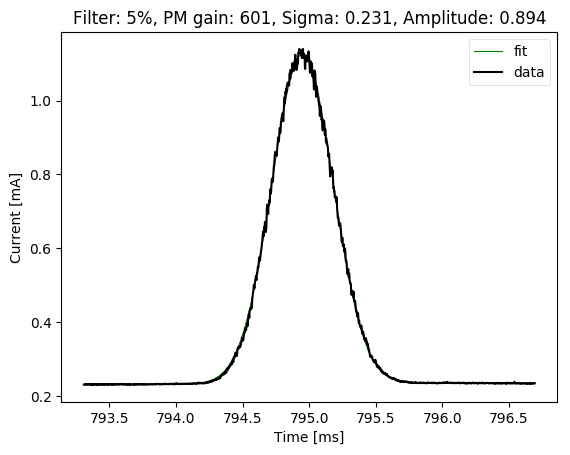 Filter: 5%, PM gain: 601, Sigma: 0.231, Amplitude: 0.894
fit
data
Current [mA]
1.0
0.8
0.6
0.4
0.2
793.5 794.0 794.5 795.0 795.5 796.0 796.5
Time [ms]